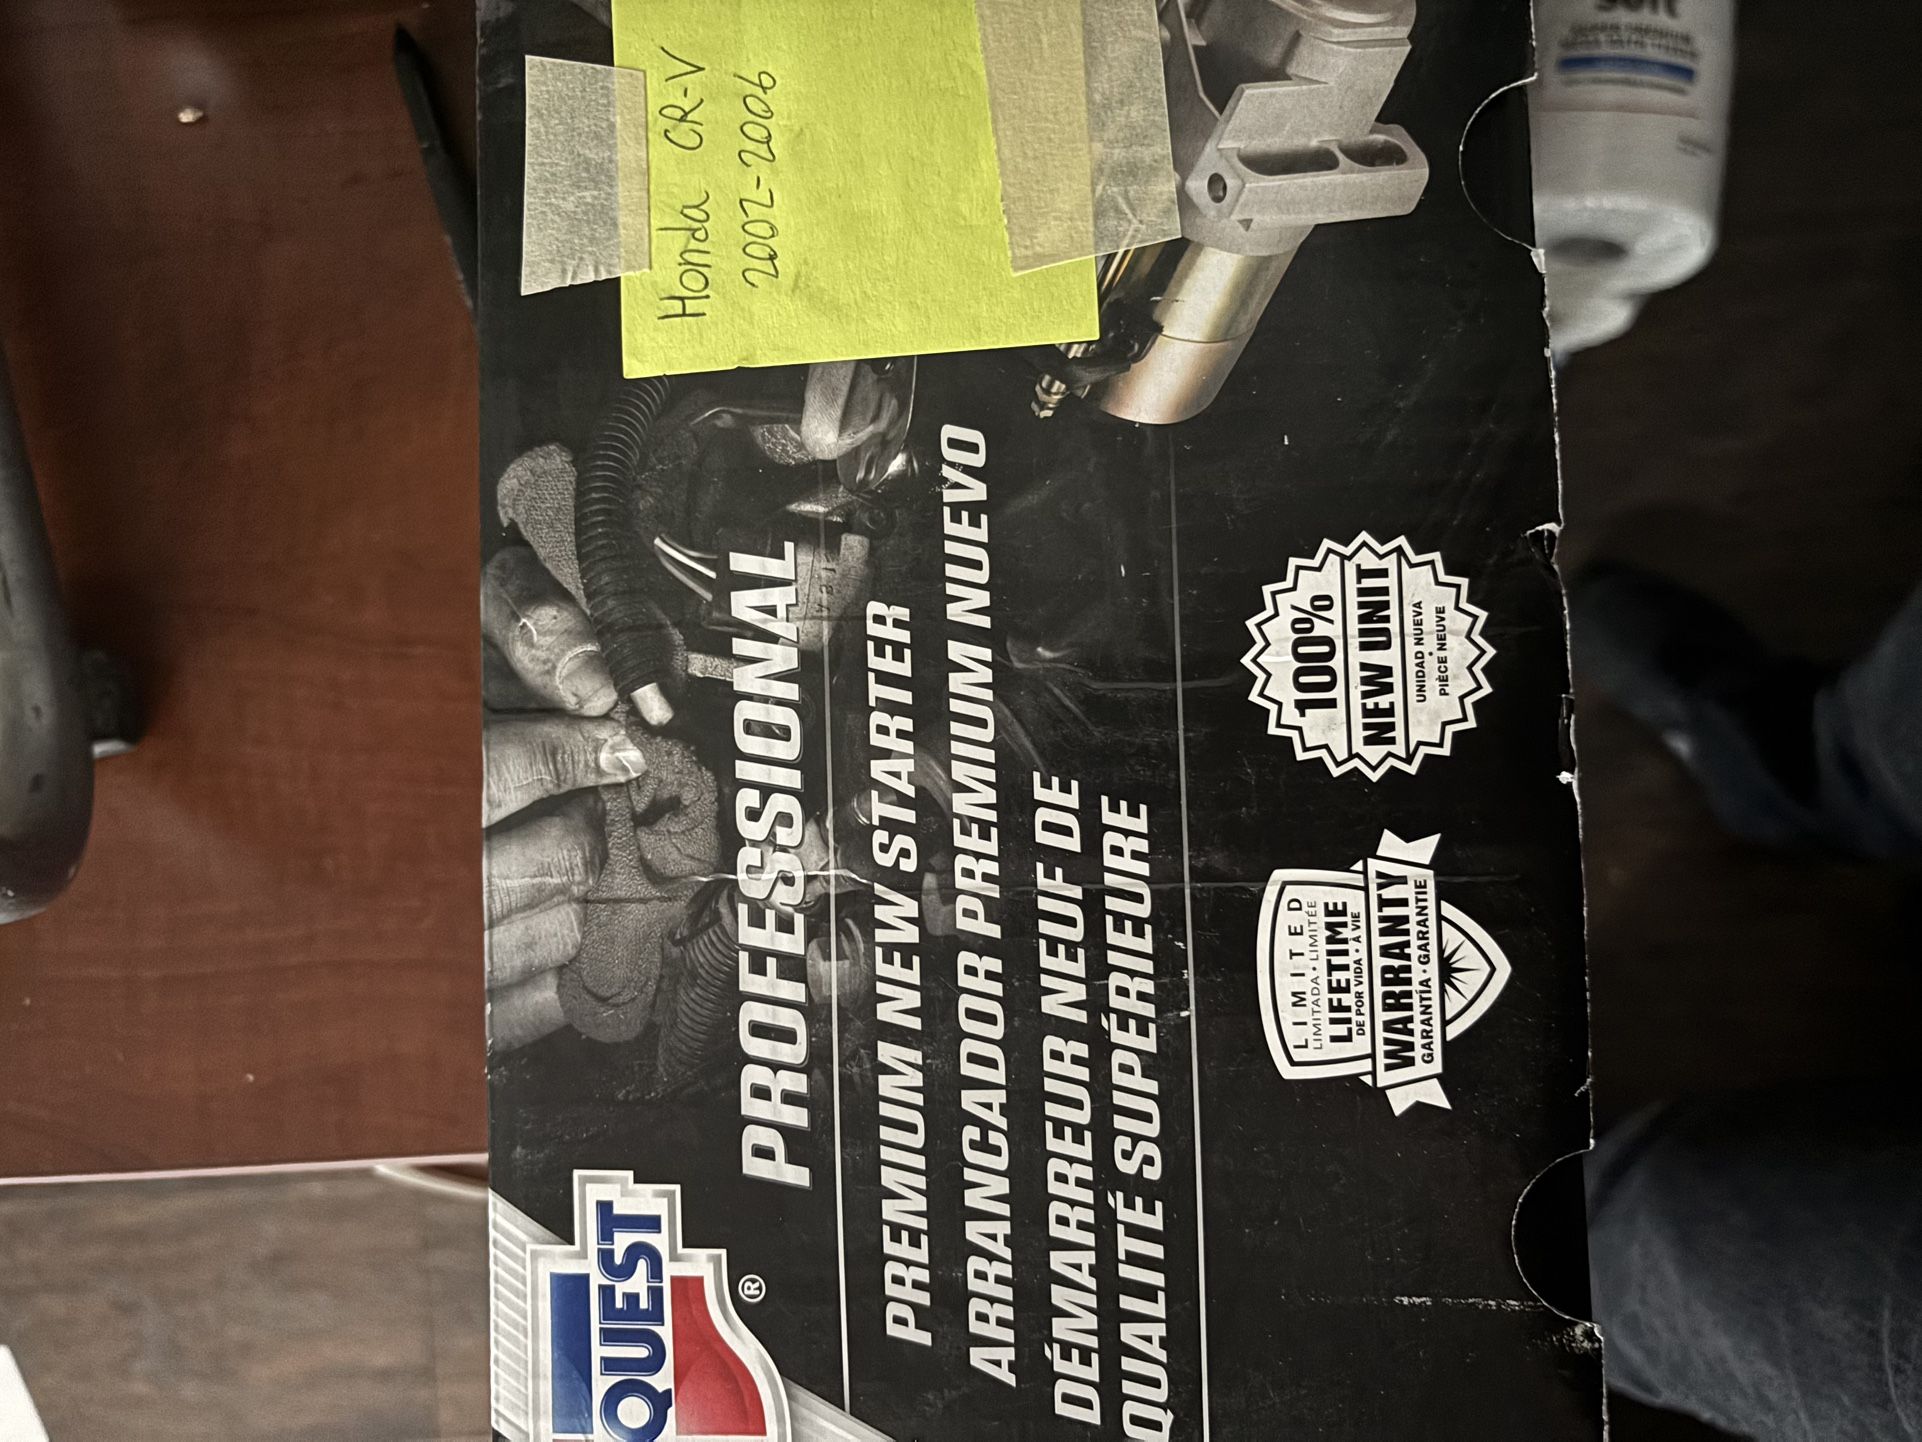 Honda CR-V
2002-2006
QUEST
®
PROFESSIONAL
PREMIUM NEW STARTER
ARRANCADOR PREMIUM NUEVO
DÉMARREUR NEUF DE
QUALITÉ SUPÉRIEURE
LIMITED
LIMITADA • LIMITÉE
LIFETIME
DE POR VIDA • À VIE
WARRANTY
GARANTÍA • GARANTIE
100%
NEW UNIT
UNIDAD NUEVA
•
PIÈCE NEUVE
soft